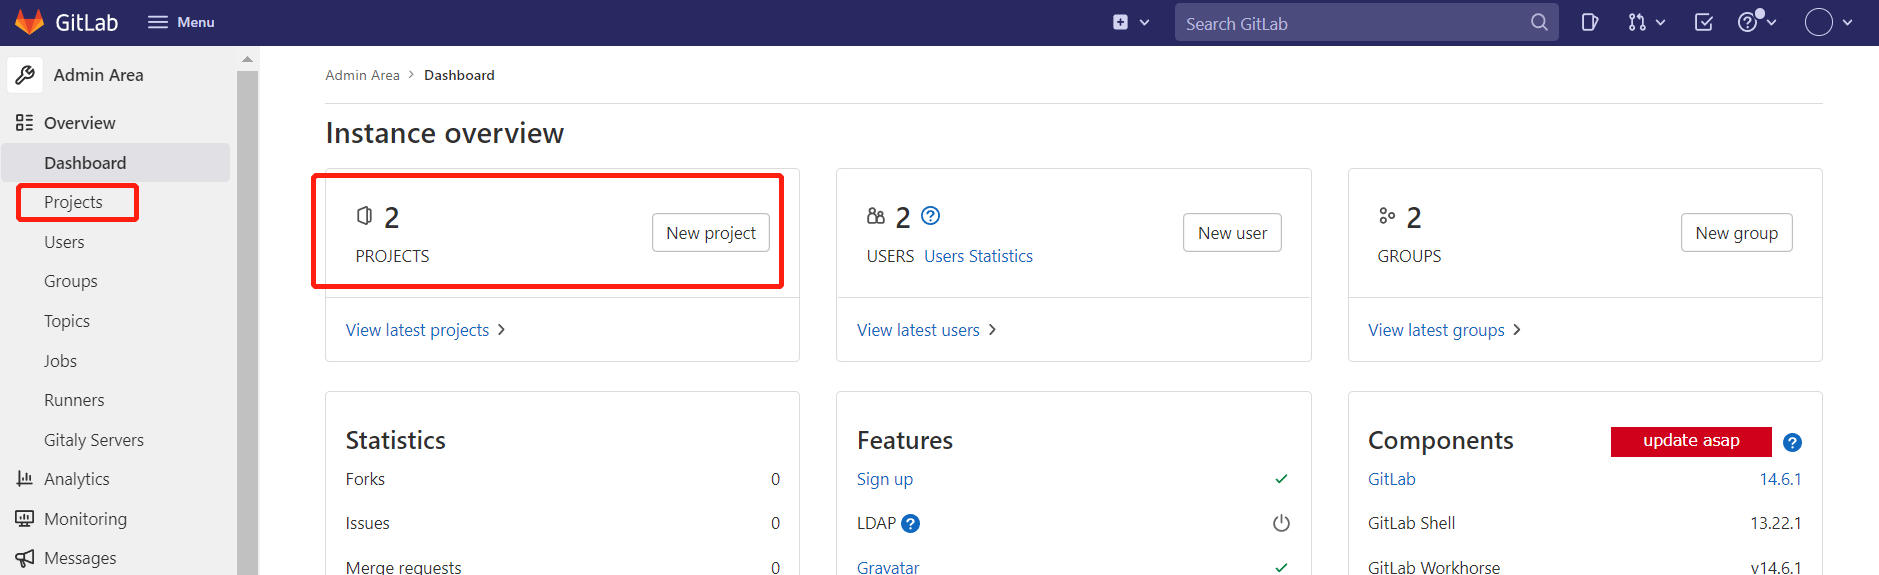 GitLab Menu Search GitLab
Admin Area
Admin Area > Dashboard
Overview
Dashboard
Projects
Users
Groups
Topics
Jobs
Runners
Gitaly Servers
Analytics
Monitoring
Messages
Instance overview
2
PROJECTS
New project
View latest projects
2
USERS Users Statistics
New user
View latest users
2
GROUPS
New group
View latest groups
Statistics
Forks 0
Issues 0
Merge requests 0
Features
Sign up
LDAP
Gravatar
Components update asap
GitLab 14.6.1
GitLab Shell 13.22.1
GitLab Workhorse v14.6.1